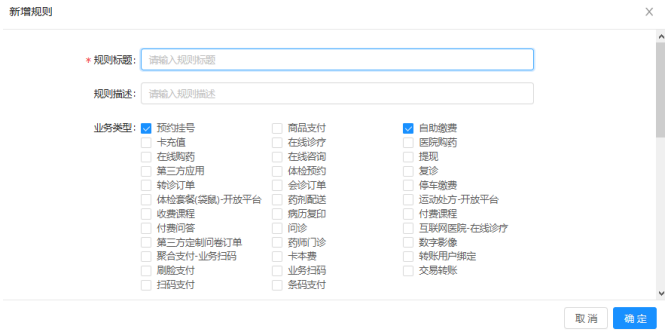 新增规则
* 规则标题: 请输入规则标题
规则描述: 请输入规则描述
业务类型: 预约挂号 商品支付 自助缴费
卡充值 在线诊疗 医院购药
在线购药 在线咨询 提现
第三方应用 体检预约 复诊
转诊订单 会诊订单 停车缴费
体检套餐(袋鼠)-开放平台 药剂配送 运动处方-开放平台
收费课程 病历复印 付费课程
付费问答 问诊 互联网医院-在线诊疗
第三方定制问卷订单 药师门诊 数字影像
聚合支付-业务扫码 卡本费 转账用户绑定
刷脸支付 业务扫码 交易转账
扫码支付 条码支付
取消 确定